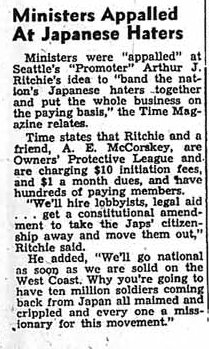 Ministers Appalled
At Japanese Haters
Ministers were "appalled" at
Seattle's "Promoter" Arthur J.
Ritchie's idea to "band the nat-
ion's Japanese haters together
and put the whole business on
the paying basis," the Time Mag-
azine relates.
Time states that Ritchie and a
friend, A. E. McCorskey, are
Owners' Protective League and
are charging $10 initiation fees,
and $1 a month dues, and have
hundreds of paying members.
"We'll hire lobbyists, legal aid
. . . get a constitutional amend-
ment to take the Japs' citizen-
ship away and move them out,"
Ritchie said.
He added, "We'll go national
as soon as we are solid on the
West Coast. Why you're going to
have ten million soldiers coming
back from Japan all maimed and
crippled and every one a miss-
ionary for this movement."